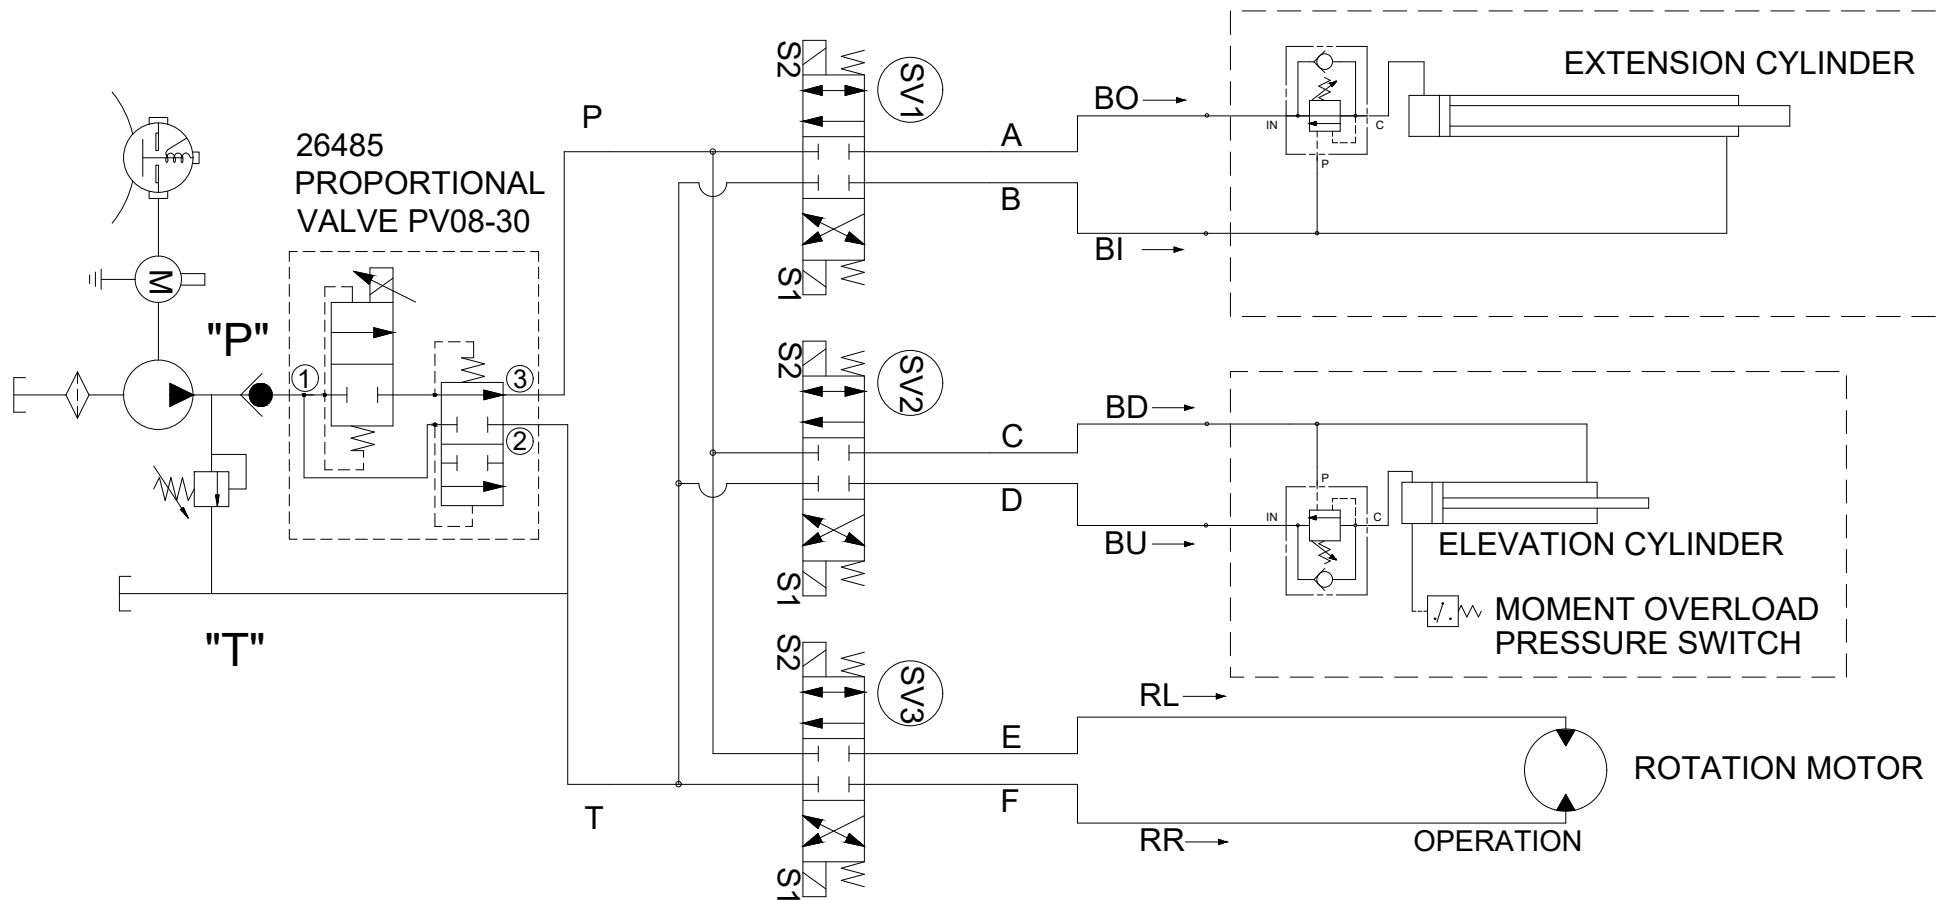 26485
PROPORTIONAL
VALVE PV08-30
M
"P"
1
3
2
"T"
P
T
S2
SV1
S1
S2
SV2
S1
S2
SV3
S1
A
B
C
D
E
F
BO
BI
BD
BU
RL
RR
IN
C
P
EXTENSION CYLINDER
P
IN
C
ELEVATION CYLINDER
MOMENT OVERLOAD
PRESSURE SWITCH
ROTATION MOTOR
OPERATION